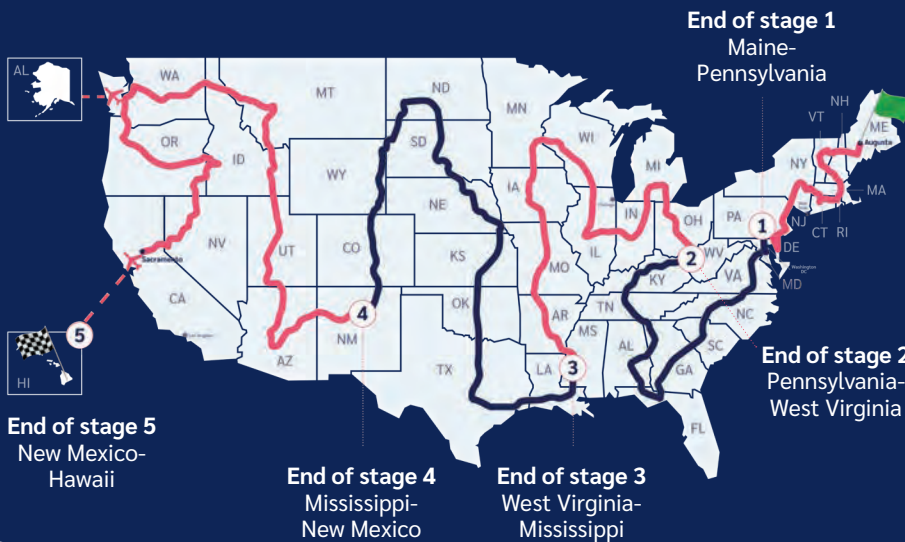 End of stage 1
Maine-
Pennsylvania
AL
WA
MT
ND
MN
OR
ID
SD
WI
MI
VT
NH
ME
Augusta
NY
MA
WY
IA
NE
PA
1
NJ
CT
RI
NV
UT
CO
KS
MO
IL
IN
OH
2
WV
DE
Washington
DC
MD
VA
KY
Sacramento
CA
5
HI
AZ
NM
4
OK
TX
AR
LA
3
MS
TN
AL
GA
SC
NC
FL
End of stage 2
Pennsylvania-
West Virginia
End of stage 5
New Mexico-
Hawaii
End of stage 4
Mississippi-
New Mexico
End of stage 3
West Virginia-
Mississippi